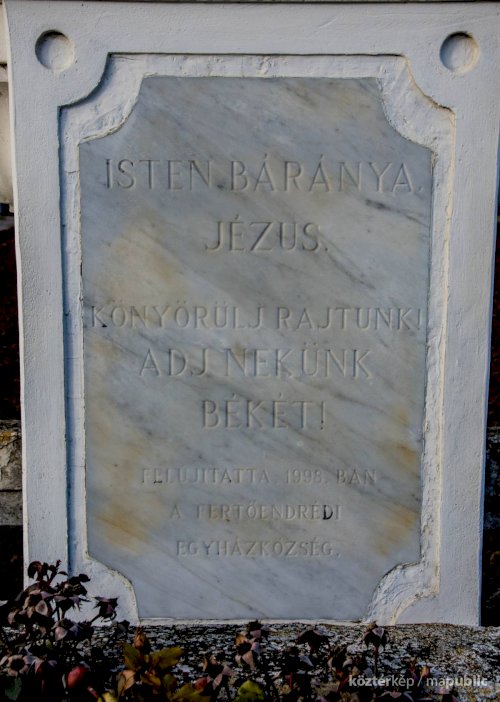 ISTEN BÁRÁNYA,
JÉZUS.
KÖNYÖRÜLJ RAJTUNK!
ADJ NEKÜNK
BÉKÉT!
FELUJITATTA 1998. BAN
A FERTŐENDRÉDI
EGYHÁZKÖZSÉG.
köztérkép / mapublic